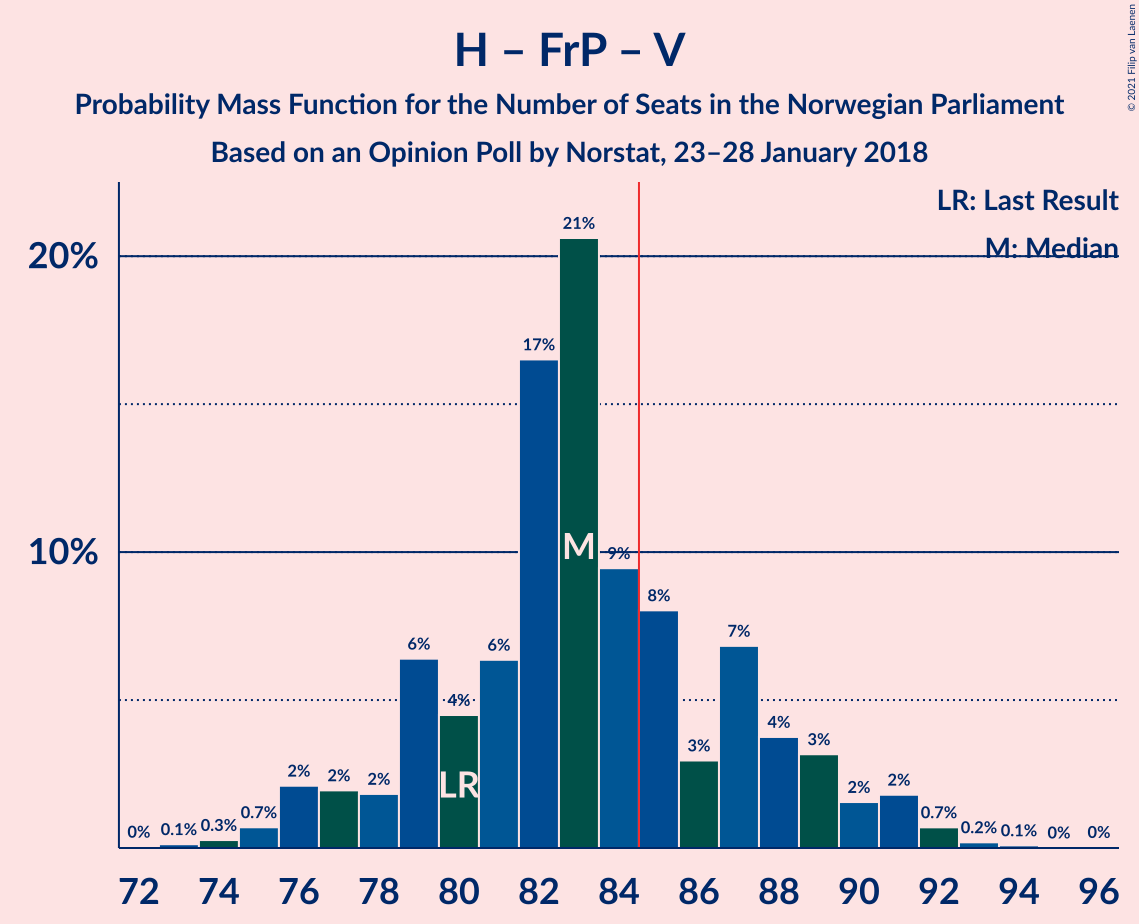 © 2021 Filip van Laenen
H – FrP – V
Probability Mass Function for the Number of Seats in the Norwegian Parliament
Based on an Opinion Poll by Norstat, 23–28 January 2018
LR: Last Result
M: Median
20%
10%
0% 0.1% 0.3% 0.7% 2% 2% 2% 6% 4% 6% 17% 21% 9% 8% 3% 7% 4% 3% 2% 2% 0.7% 0.2% 0.1% 0% 0%
LR M
72 74 76 78 80 82 84 86 88 90 92 94 96